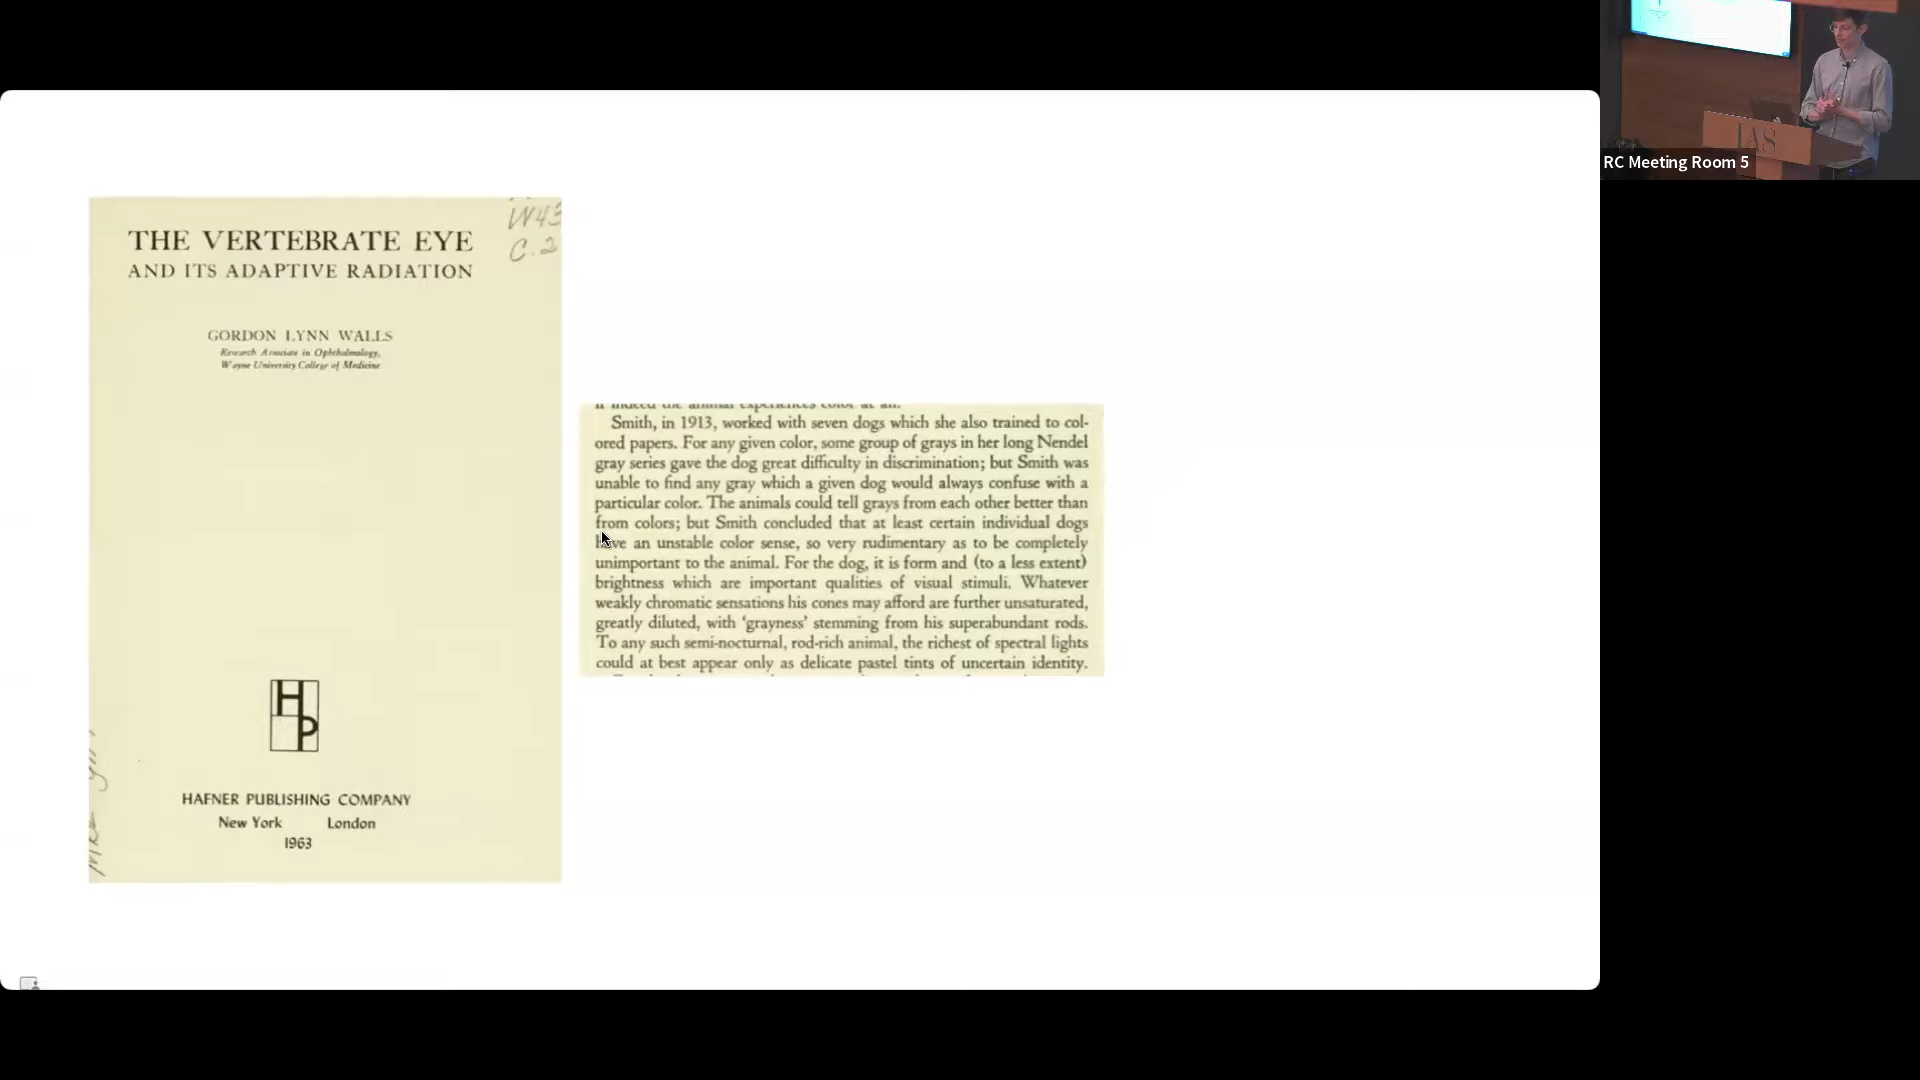 THE VERTEBRATE EYE
AND ITS ADAPTIVE RADIATION
W43
C.2
GORDON LYNN WALLS
Research Associate in Ophthalmology,
Wayne University College of Medicine
HP
HAFNER PUBLISHING COMPANY
New York London
1963
if indeed the animal experiences color at all.
Smith, in 1913, worked with seven dogs which she also trained to col-
ored papers. For any given color, some group of grays in her long Nendel
gray series gave the dog great difficulty in discrimination; but Smith was
unable to find any gray which a given dog would always confuse with a
particular color. The animals could tell grays from each other better than
from colors; but Smith concluded that at least certain individual dogs
have an unstable color sense, so very rudimentary as to be completely
unimportant to the animal. For the dog, it is form and (to a less extent)
brightness which are important qualities of visual stimuli. Whatever
weakly chromatic sensations his cones may afford are further unsaturated,
greatly diluted, with ‘grayness’ stemming from his superabundant rods.
To any such semi-nocturnal, rod-rich animal, the richest of spectral lights
could at best appear only as delicate pastel tints of uncertain identity.
IAS
RC Meeting Room 5